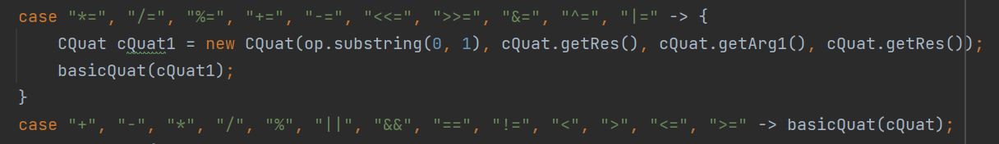 case "*=", "/=", "%=", "+=", "-=", "<<=", ">>=", "&=", "^=", "|=" -> {
    CQuat cQuat1 = new CQuat(op.substring(0, 1), cQuat.getRes(), cQuat.getArg1(), cQuat.getRes());
    basicQuat(cQuat1);
}
case "+", "-", "*", "/", "%", "||", "&&", "==", "!=", "<", ">", "<=", ">=" -> basicQuat(cQuat);